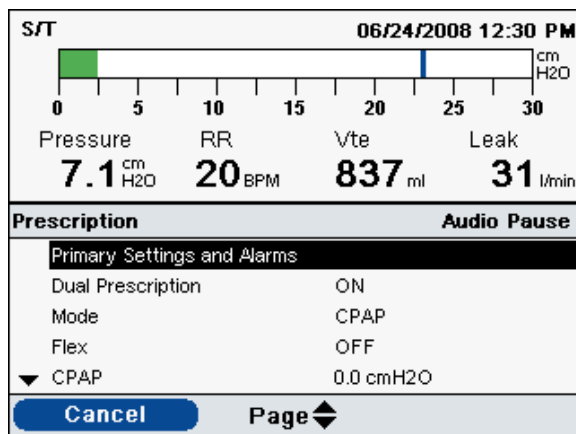 S/T 06/24/2008 12:30 PM
cm
H2O
0 5 10 15 20 25 30
Pressure RR Vte Leak
7.1 cm H2O 20 BPM 837 ml 31 l/min
Prescription Audio Pause
Primary Settings and Alarms
Dual Prescription ON
Mode CPAP
Flex OFF
CPAP 0.0 cmH2O
Cancel Page